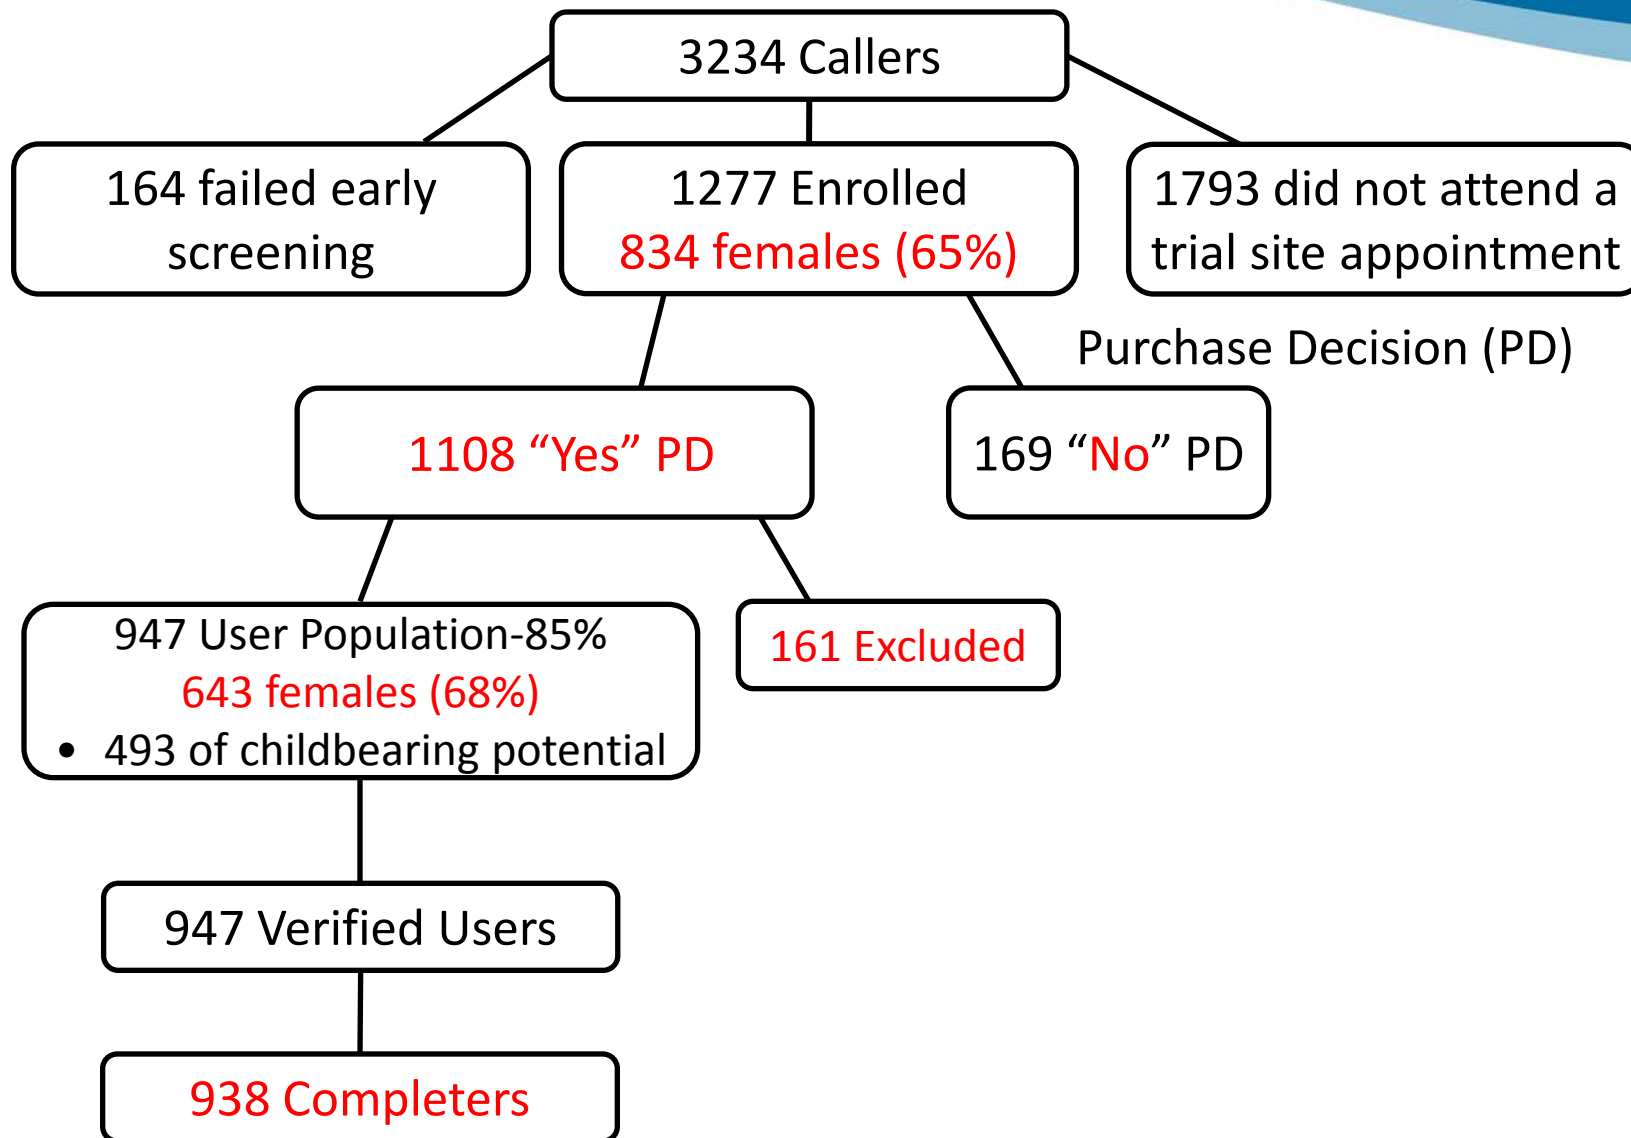 3234 Callers
164 failed early
screening
1277 Enrolled
834 females (65%)
1793 did not attend a
trial site appointment
Purchase Decision (PD)
1108 “Yes” PD
169 “No” PD
947 User Population-85%
643 females (68%)
• 493 of childbearing potential
161 Excluded
947 Verified Users
938 Completers